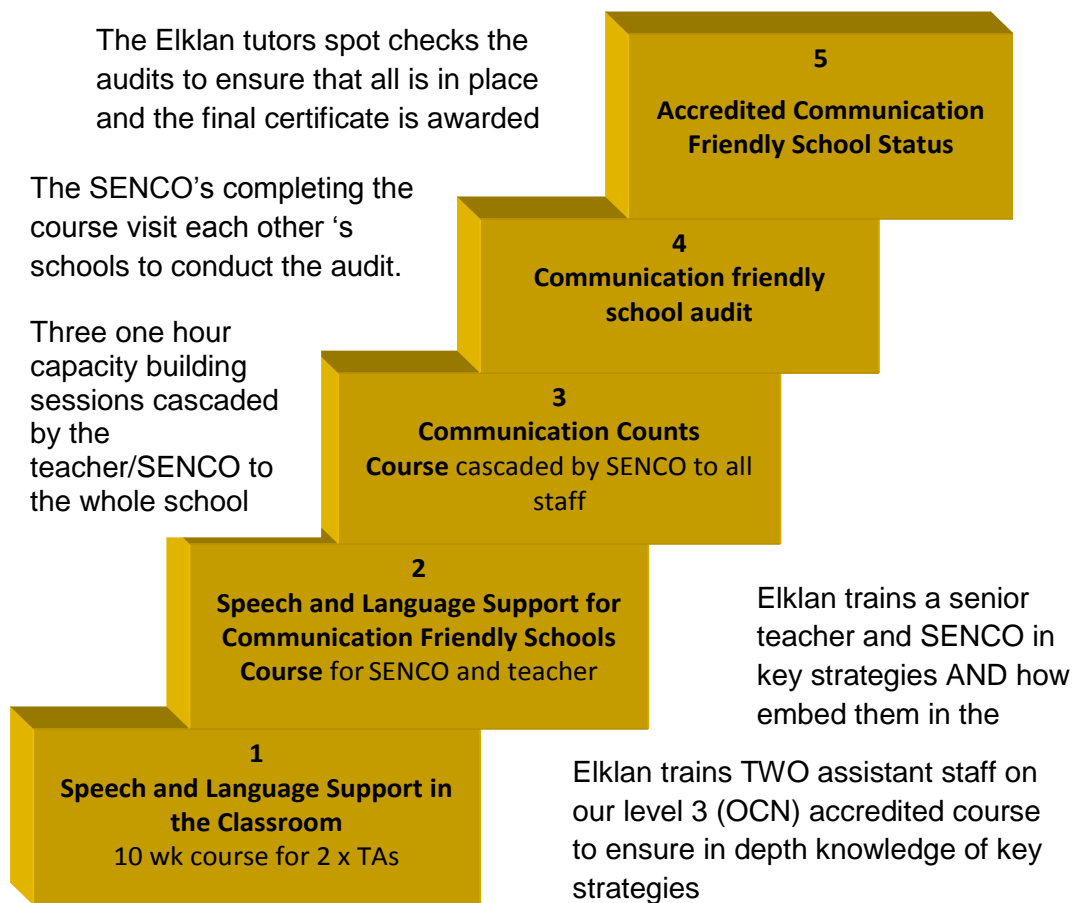 The Elklan tutors spot checks the
audits to ensure that all is in place
and the final certificate is awarded
5
Accredited Communication
Friendly School Status
The SENCO’s completing the
course visit each other ‘s
schools to conduct the audit.
4
Communication friendly
school audit
Three one hour
capacity building
sessions cascaded
by the
teacher/SENCO to
the whole school
3
Communication Counts
Course cascaded by SENCO to all
staff
2
Speech and Language Support for
Communication Friendly Schools
Course for SENCO and teacher
Elklan trains a senior
teacher and SENCO in
key strategies AND how
embed them in the
1
Speech and Language Support in
the Classroom
10 wk course for 2 x TAs
Elklan trains TWO assistant staff on
our level 3 (OCN) accredited course
to ensure in depth knowledge of key
strategies